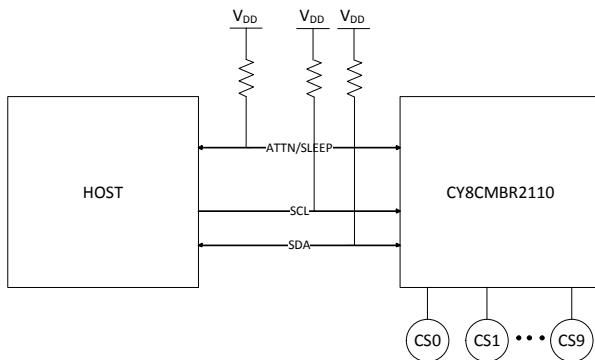 VDD VDD VDD
ATTN/SLEEP
HOST CY8CMBR2110
SCL
SDA
CS0 CS1 CS9